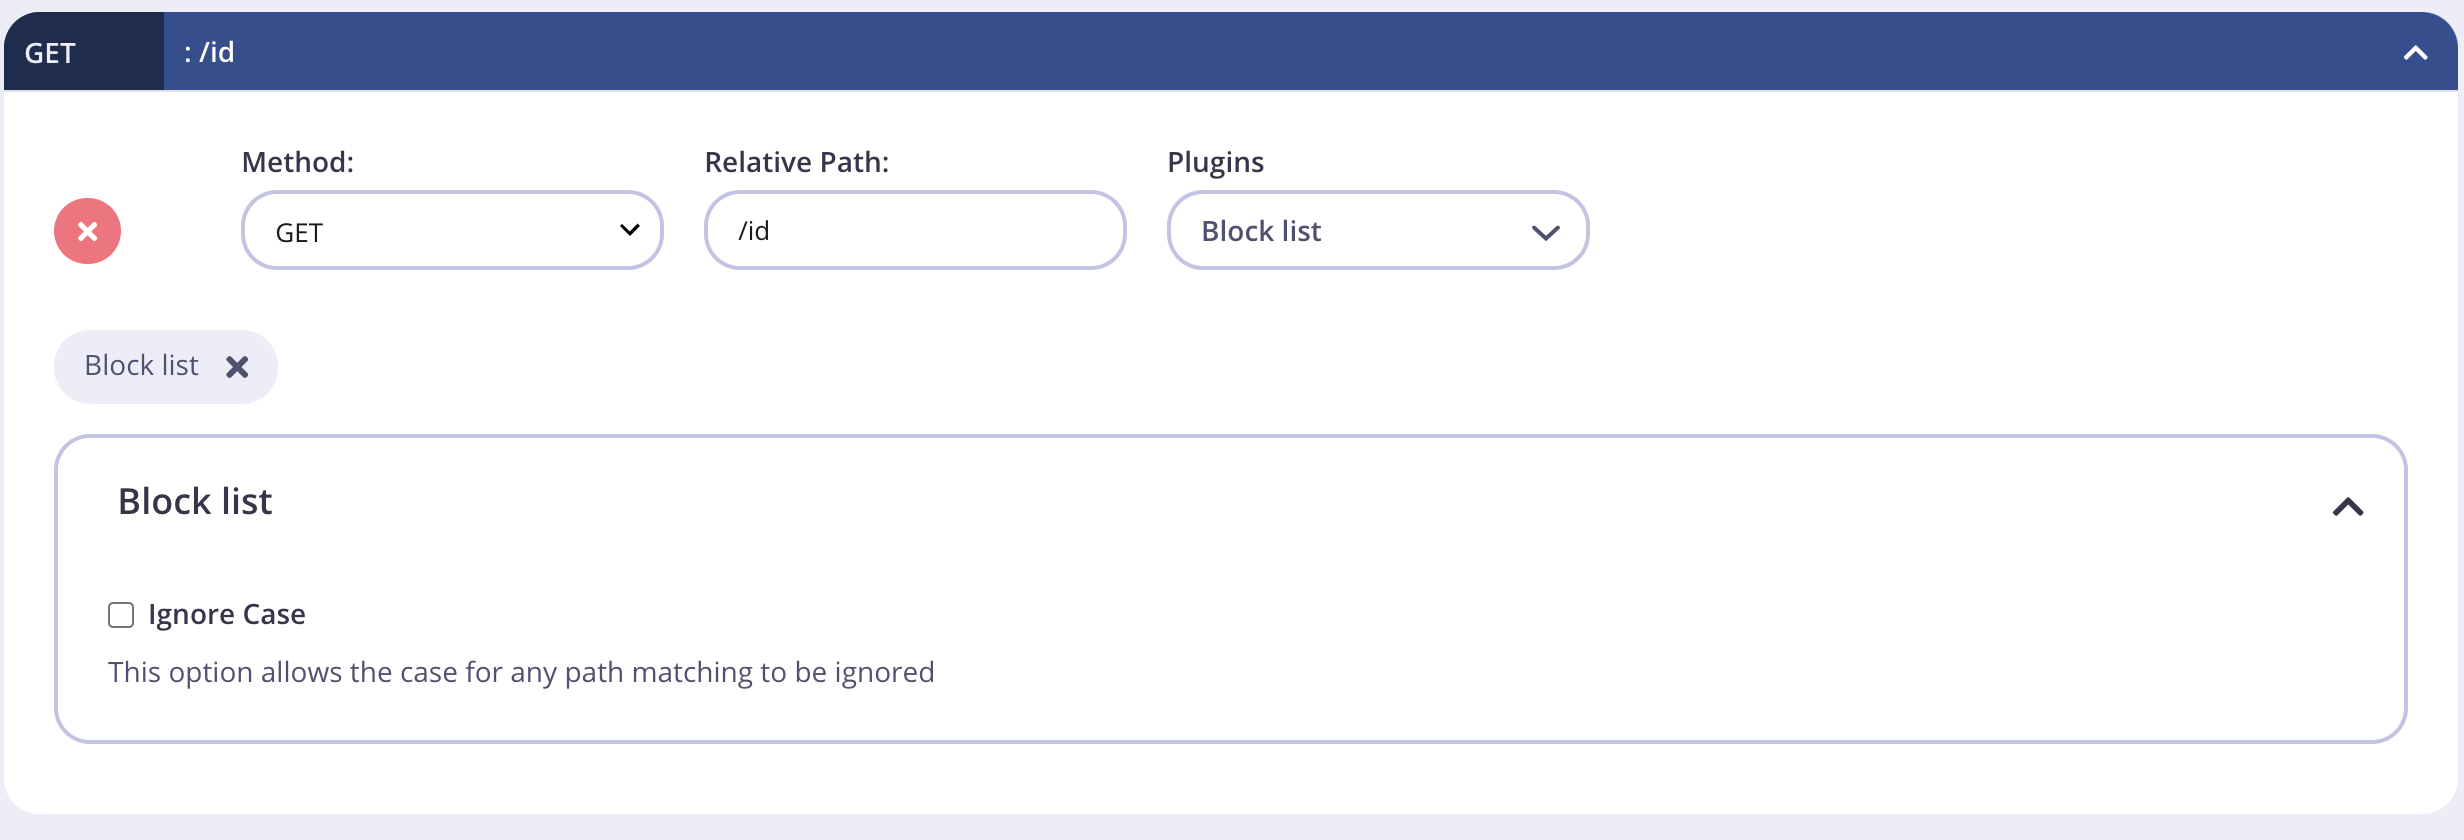 GET : /id
Method: Relative Path: Plugins
GET /id Block list
Block list
Block list
Ignore Case
This option allows the case for any path matching to be ignored